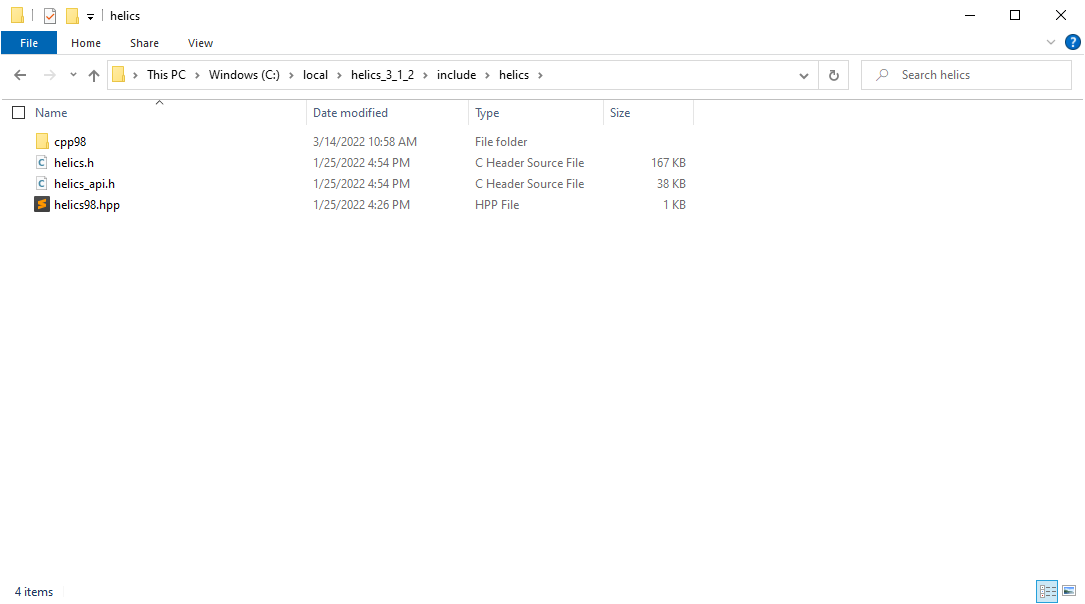 helics
File Home Share View
This PC > Windows (C:) > local > helics_3_1_2 > include > helics >
Search helics
Name Date modified Type Size
cpp98 3/14/2022 10:58 AM File folder
helics.h 1/25/2022 4:54 PM C Header Source File 167 KB
helics_api.h 1/25/2022 4:54 PM C Header Source File 38 KB
helics98.hpp 1/25/2022 4:26 PM HPP File 1 KB
4 items